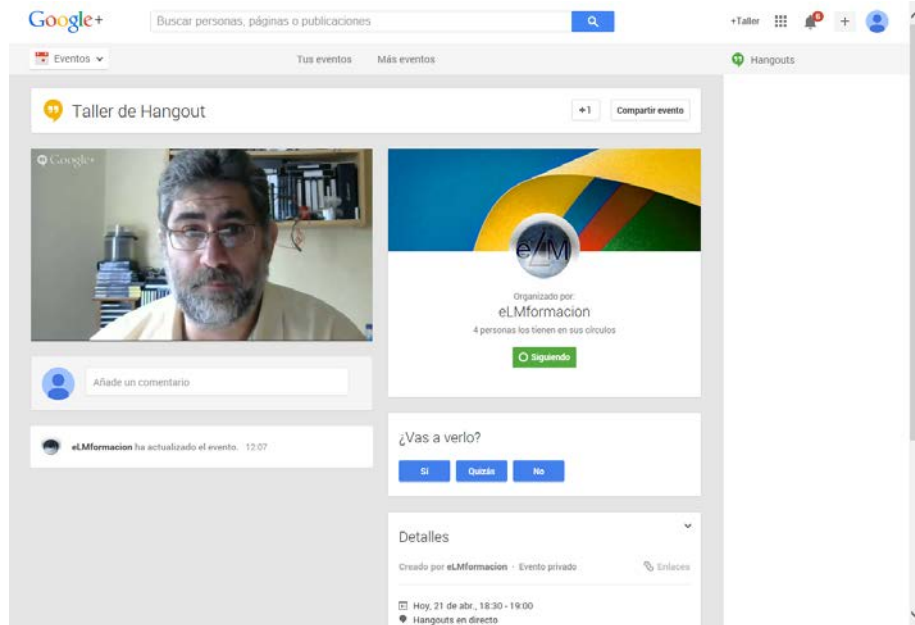 Google+
Buscar personas, páginas o publicaciones
+Taller
6
Eventos
Tus eventos
Más eventos
Hangouts
Taller de Hangout
+1
Compartir evento
Google+
eLM
Organizado por:
eLMformacion
4 personas los tienen en sus círculos
Siguiendo
Añade un comentario
eLMformacion ha actualizado el evento. 12:07
¿Vas a verlo?
Sí
Quizás
No
Detalles
Creado por eLMformacion · Evento privado
Enlaces
Hoy, 21 de abr., 18:30 - 19:00
Hangouts en directo